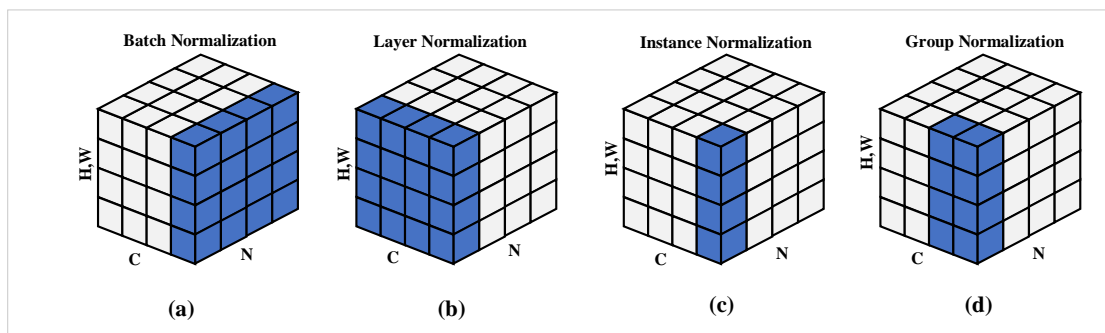 Batch Normalization
H,W
C
N
(a)
Layer Normalization
H,W
C
N
(b)
Instance Normalization
H,W
C
N
(c)
Group Normalization
H,W
C
N
(d)